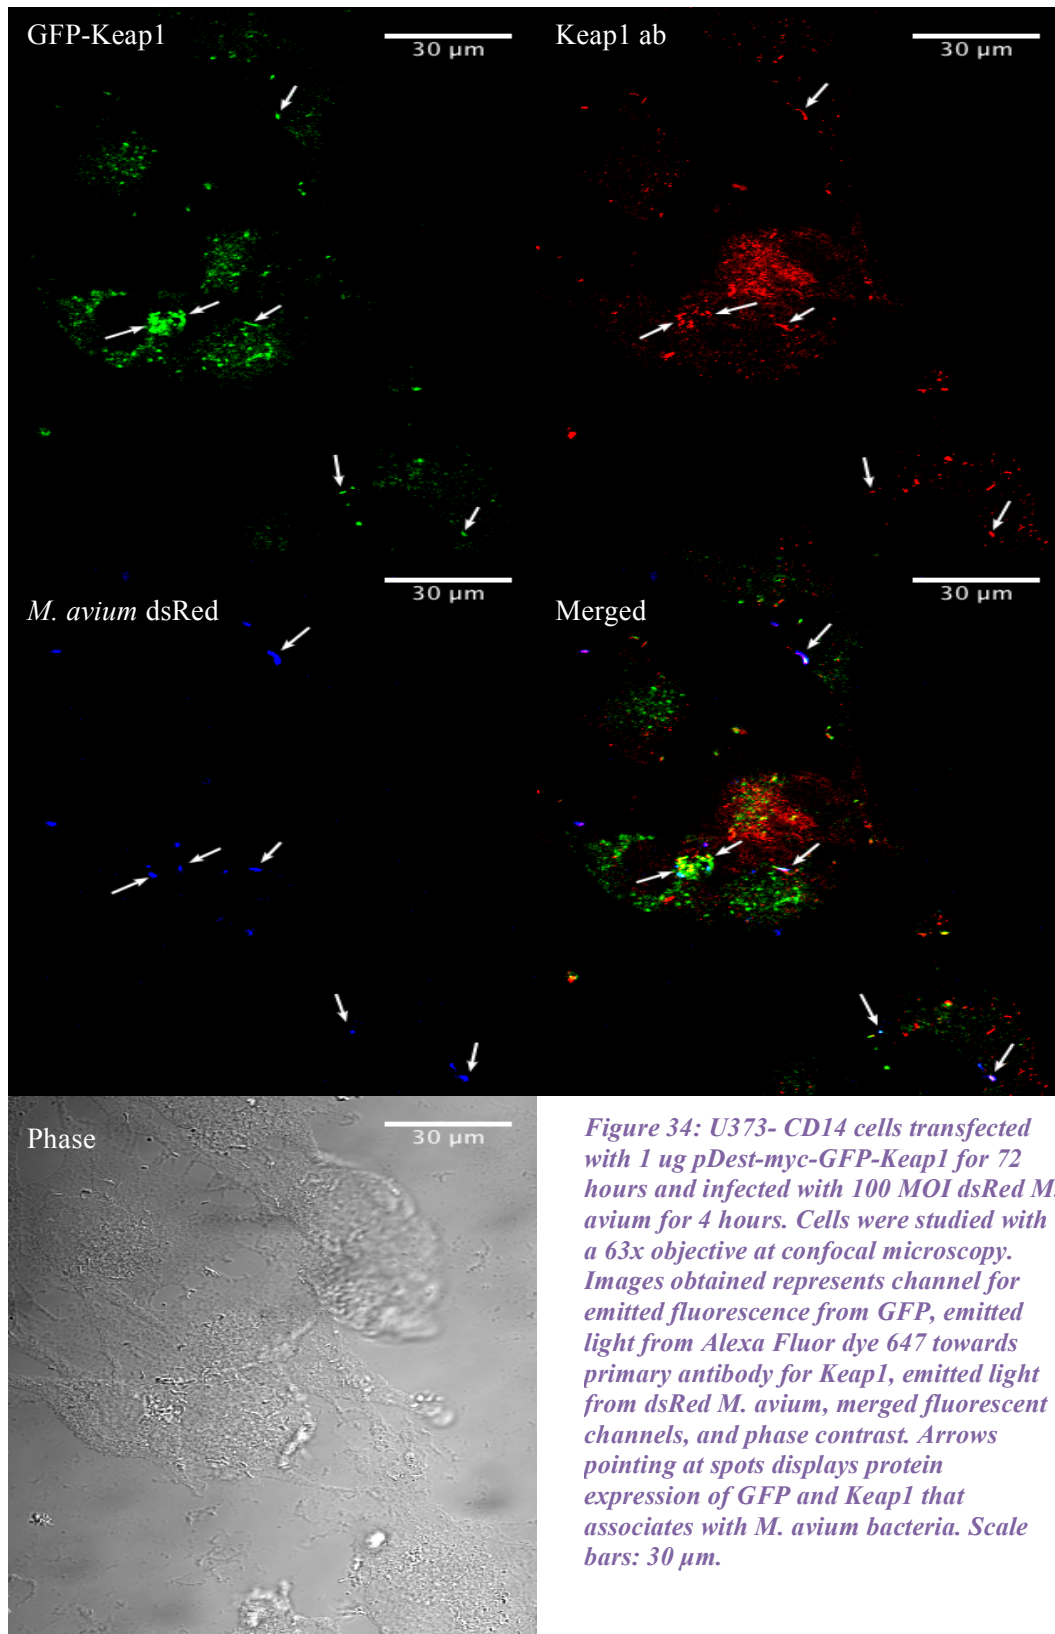 GFP-Keap1
30 µm
Keap1 ab
30 µm
M. avium dsRed
30 µm
Merged
30 µm
Phase
30 µm
Figure 34: U373- CD14 cells transfected
with 1 ug pDest-myc-GFP-Keap1 for 72
hours and infected with 100 MOI dsRed M.
avium for 4 hours. Cells were studied with
a 63x objective at confocal microscopy.
Images obtained represents channel for
emitted fluorescence from GFP, emitted
light from Alexa Fluor dye 647 towards
primary antibody for Keap1, emitted light
from dsRed M. avium, merged fluorescent
channels, and phase contrast. Arrows
pointing at spots displays protein
expression of GFP and Keap1 that
associates with M. avium bacteria. Scale
bars: 30 µm.